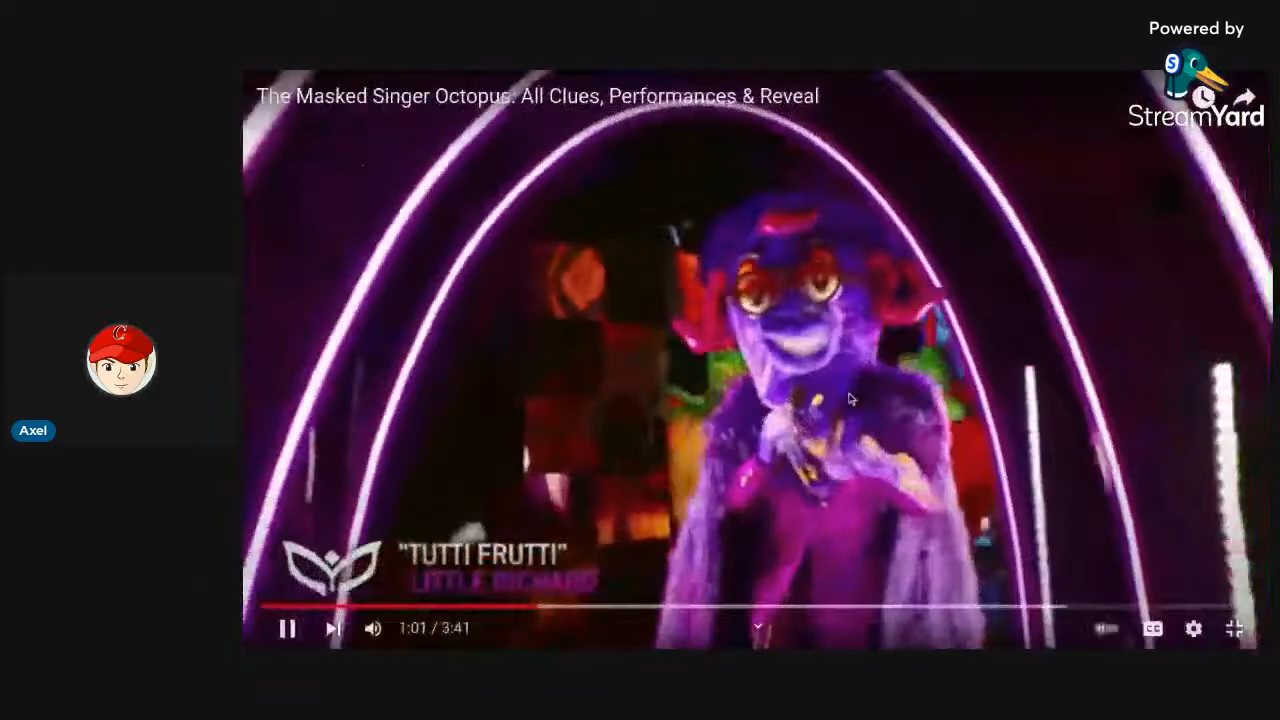 Powered by
S
StreamYard
The Masked Singer Octopus: All Clues, Performances & Reveal
C
Axel
"TUTTI FRUTTI"
LITTLE RICHARD
1:01 / 3:41
CC